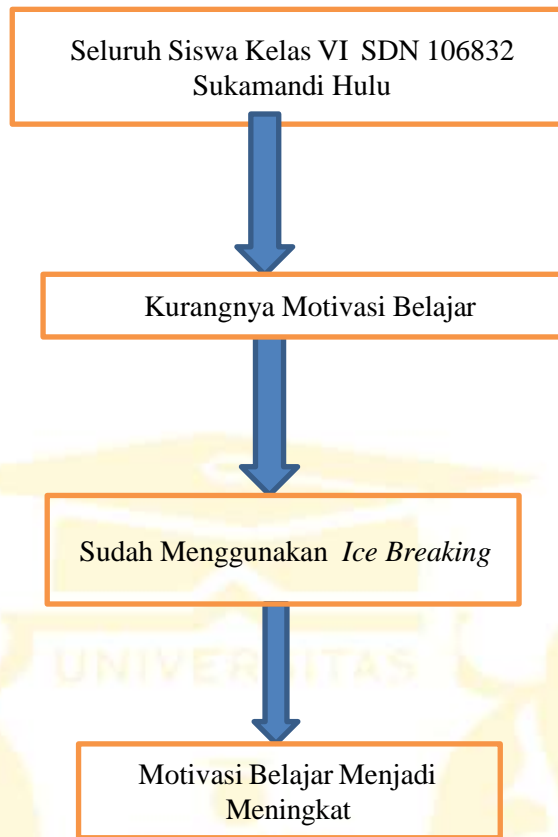 Seluruh Siswa Kelas VI SDN 106832
Sukamandi Hulu
Kurangnya Motivasi Belajar
Sudah Menggunakan Ice Breaking
UNIVERSITAS
Motivasi Belajar Menjadi
Meningkat